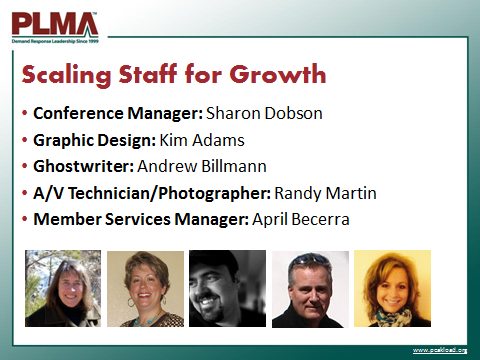 PLMA
Demand Response Leadership Since 1999
Scaling Staff for Growth
• Conference Manager: Sharon Dobson
• Graphic Design: Kim Adams
• Ghostwriter: Andrew Billmann
• A/V Technician/Photographer: Randy Martin
• Member Services Manager: April Becerra
www.peakload.org